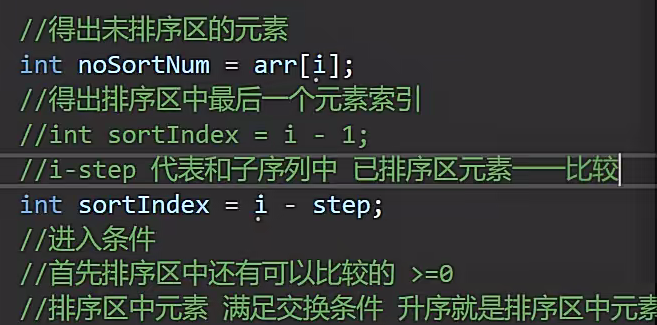 //得出未排序区的元素
int noSortNum = arr[i];
//得出排序区中最后一个元素索引
//int sortIndex = i - 1;
//i-step 代表和子序列中 已排序区元素一一比较
int sortIndex = i - step;
//进入条件
//首先排序区中还有可以比较的 >=0
//排序区中元素 满足交换条件 升序就是排序区中元素